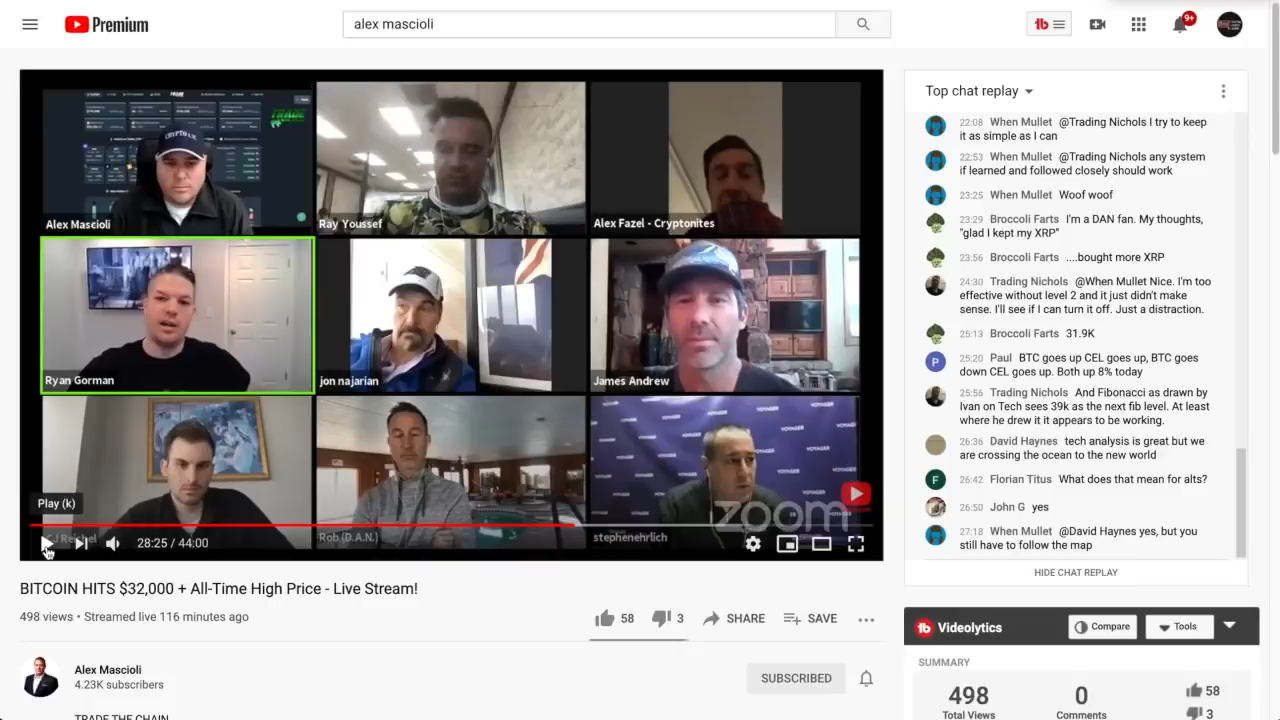 Premium
alex mascioli
9+
Top chat replay
22:08 When Mullet @Trading Nichols I try to keep
it as simple as I can
22:53 When Mullet @Trading Nichols any system
if learned and followed closely should work
23:25 When Mullet Woof woof
23:29 Broccoli Farts I'm a DAN fan. My thoughts,
"glad I kept my XRP"
23:56 Broccoli Farts ....bought more XRP
24:30 Trading Nichols @When Mullet Nice. I'm too
effective without level 2 and it just didn't make
sense. I'll see if I can turn it off. Just a distraction.
25:13 Broccoli Farts 31.9K
25:20 Paul BTC goes up CEL goes up, BTC goes
down CEL goes up. Both up 8% today
25:56 Trading Nichols And Fibonacci as drawn by
Ivan on Tech sees 39k as the next fib level. At least
where he drew it it appears to be working.
26:36 David Haynes tech analysis is great but we
are crossing the ocean to the new world
26:42 Florian Titus What does that mean for alts?
26:50 John G yes
27:18 When Mullet @David Haynes yes, but you
still have to follow the map
HIDE CHAT REPLAY
TRADE
CRYPTO
Alex Mascioli
Ray Youssef
Alex Fazel - Cryptonites
Ryan Gorman
jon najarian
James Andrew
VOYAGER
Play (k)
zoom
CJ Reichel
Rob (D.A.N.)
stephenehrlich
28:25 / 44:00
BITCOIN HITS $32,000 + All-Time High Price - Live Stream!
498 views • Streamed live 116 minutes ago
58
3
SHARE
SAVE
Alex Mascioli
4.23K subscribers
SUBSCRIBED
TRADE THE CHAIN
tb Videolytics
Compare
Tools
SUMMARY
498
Total Views
0
Comments
58
3